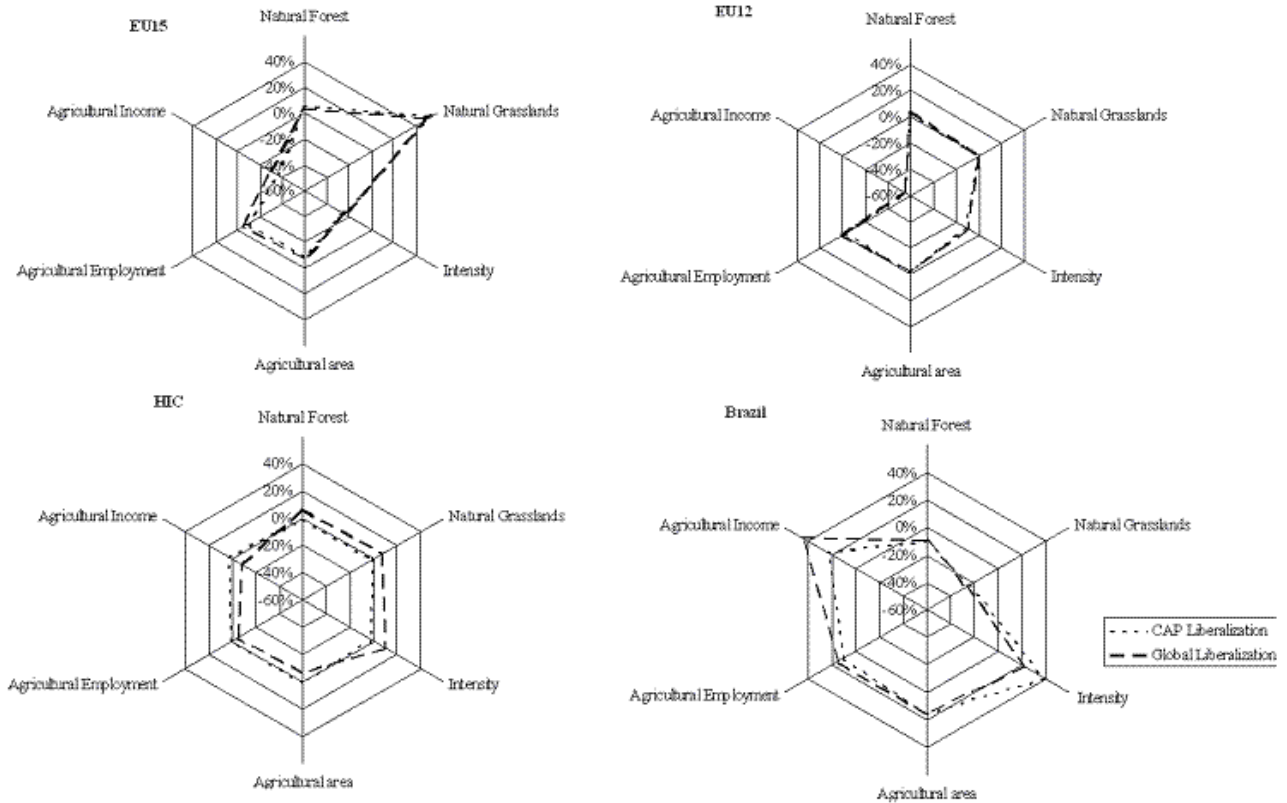 EU15
Natural Forest
40%
20%
0%
-20%
-40%
-60%
Agricultural Income
Natural Grasslands
Agricultural Employment
Intensity
Agricultural area
EU12
Natural Forest
40%
20%
0%
-20%
-40%
-60%
Agricultural Income
Natural Grasslands
Agricultural Employment
Intensity
Agricultural area
HIC
Natural Forest
40%
20%
0%
-20%
-40%
-60%
Agricultural Income
Natural Grasslands
Agricultural Employment
Intensity
Agricultural area
Brazil
Natural Forest
40%
20%
0%
-20%
-40%
-60%
Agricultural Income
Natural Grasslands
Agricultural Employment
Intensity
Agricultural area
CAP Liberalization
Global Liberalization